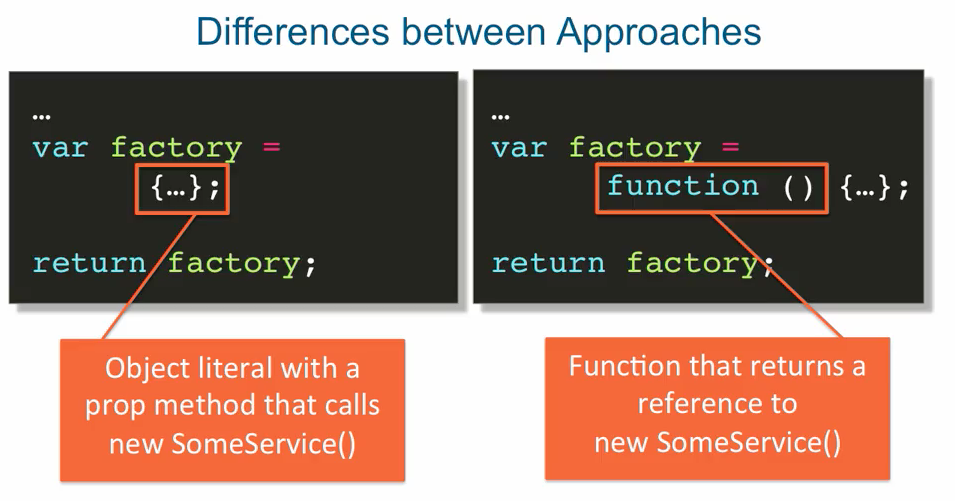 Differences between Approaches
…
var factory =
{…};
return factory;
…
var factory =
function () {…};
return factory;
Object literal with a
prop method that calls
new SomeService()
Function that returns a
reference to
new SomeService()